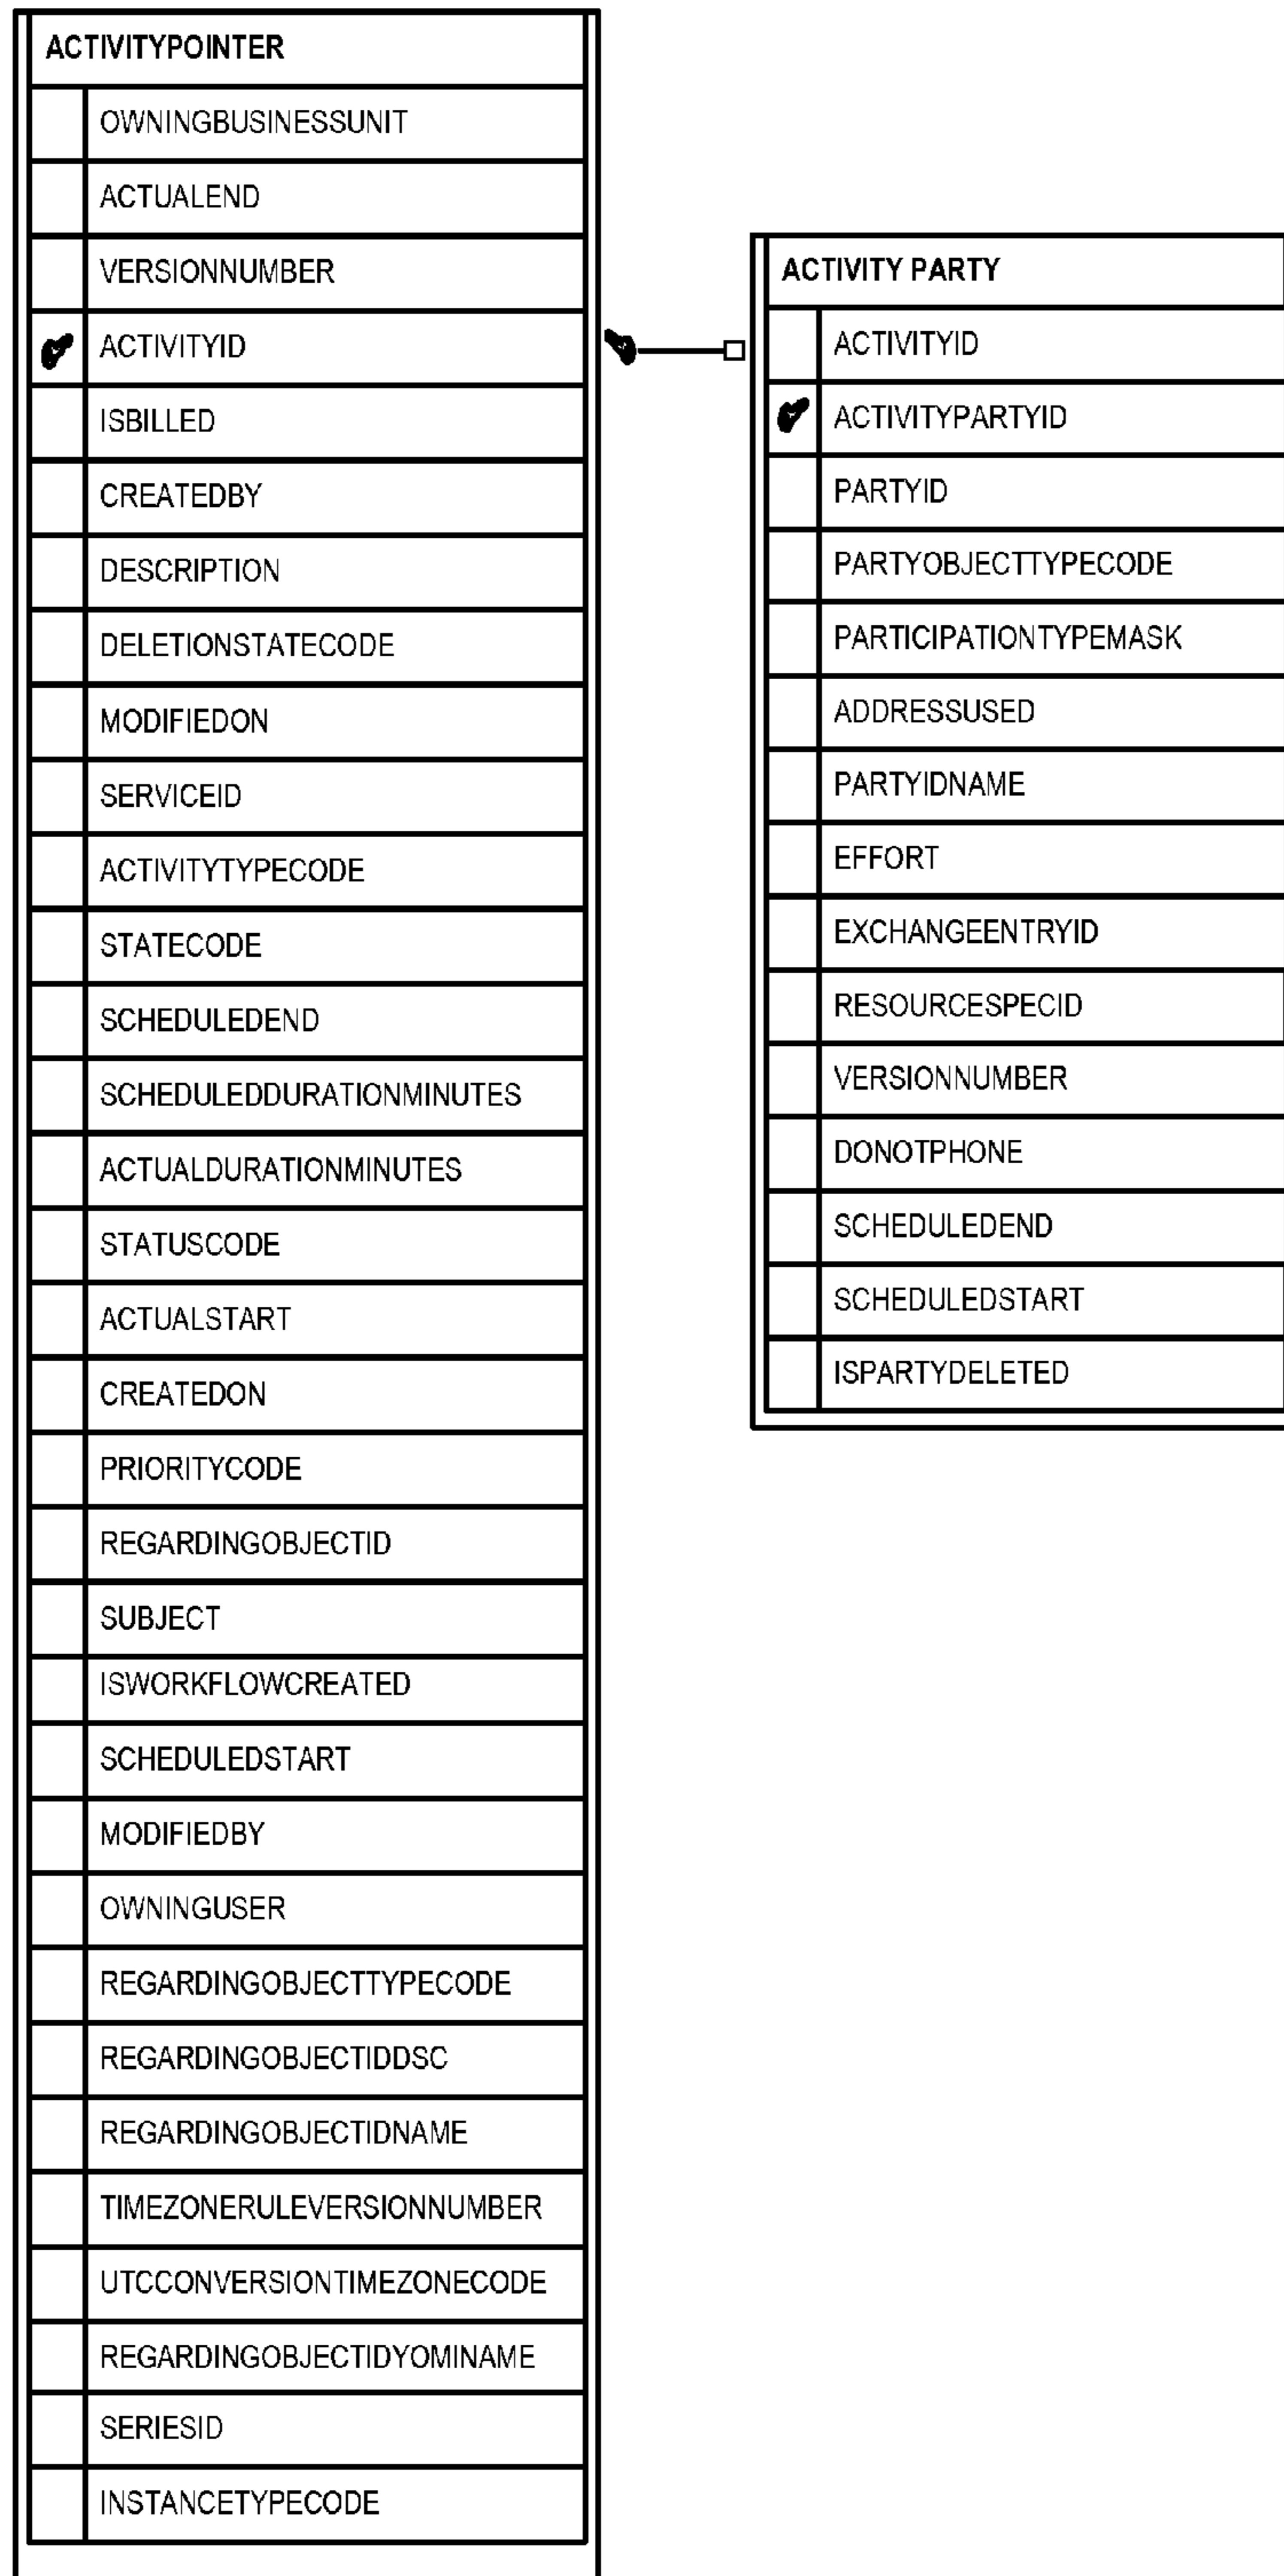 ACTIVITYPOINTER
OWNINGBUSINESSUNIT
ACTUALEND
VERSIONNUMBER
ACTIVITYID
ISBILLED
CREATEDBY
DESCRIPTION
DELETIONSTATECODE
MODIFIEDON
SERVICEID
ACTIVITYTYPECODE
STATECODE
SCHEDULEDEND
SCHEDULEDDURATIONMINUTES
ACTUALDURATIONMINUTES
STATUSCODE
ACTUALSTART
CREATEDON
PRIORITYCODE
REGARDINGOBJECTID
SUBJECT
ISWORKFLOWCREATED
SCHEDULEDSTART
MODIFIEDBY
OWNINGUSER
REGARDINGOBJECTTYPECODE
REGARDINGOBJECTIDDSC
REGARDINGOBJECTIDNAME
TIMEZONERULEVERSIONNUMBER
UTCCONVERSIONTIMEZONECODE
REGARDINGOBJECTIDYOMINAME
SERIESID
INSTANCETYPECODE
ACTIVITY PARTY
ACTIVITYID
ACTIVITYPARTYID
PARTYID
PARTYOBJECTTYPECODE
PARTICIPATIONTYPEMASK
ADDRESSUSED
PARTYIDNAME
EFFORT
EXCHANGEENTRYID
RESOURCESPECID
VERSIONNUMBER
DONOTPHONE
SCHEDULEDEND
SCHEDULEDSTART
ISPARTYDELETED